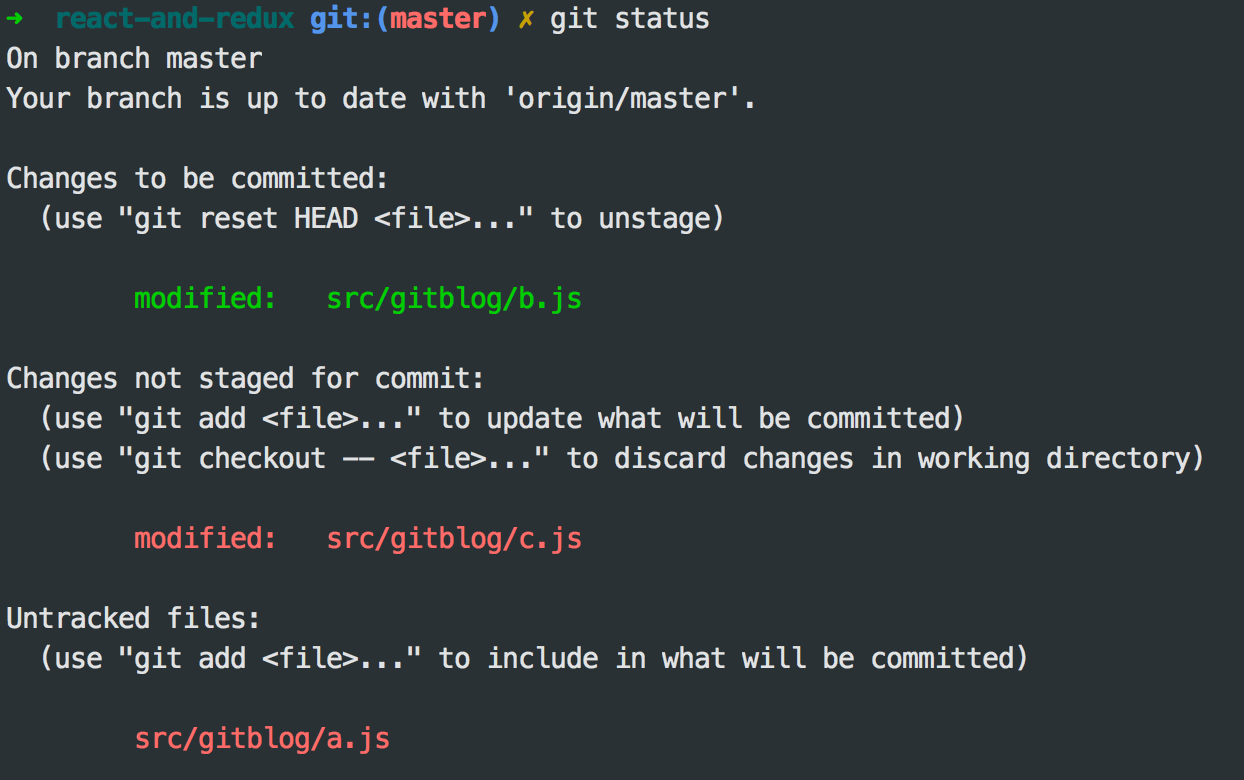 ➜  react-and-redux git:(master) ✗ git status
On branch master
Your branch is up to date with 'origin/master'.

Changes to be committed:
  (use "git reset HEAD <file>..." to unstage)

        modified:   src/gitblog/b.js

Changes not staged for commit:
  (use "git add <file>..." to update what will be committed)
  (use "git checkout -- <file>..." to discard changes in working directory)

        modified:   src/gitblog/c.js

Untracked files:
  (use "git add <file>..." to include in what will be committed)

        src/gitblog/a.js